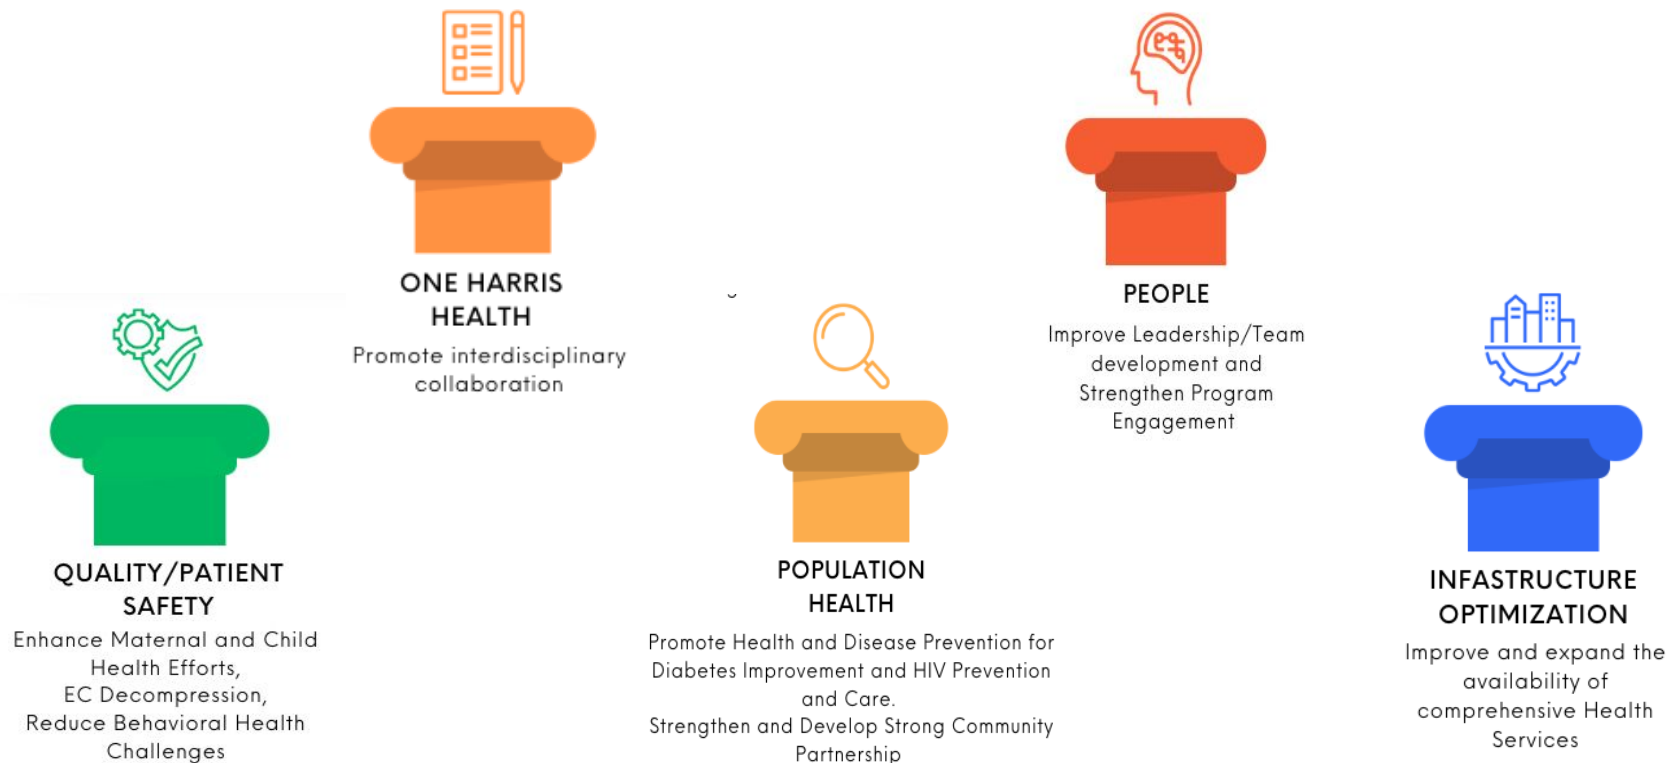 QUALITY/PATIENT
SAFETY
Enhance Maternal and Child
Health Efforts,
EC Decompression,
Reduce Behavioral Health
Challenges
ONE HARRIS
HEALTH
Promote interdisciplinary
collaboration
POPULATION
HEALTH
Promote Health and Disease Prevention for
Diabetes Improvement and HIV Prevention
and Care.
Strengthen and Develop Strong Community
Partnership
PEOPLE
Improve Leadership/Team
development and
Strengthen Program
Engagement
INFASTRUCTURE
OPTIMIZATION
Improve and expand the
availability of
comprehensive Health
Services